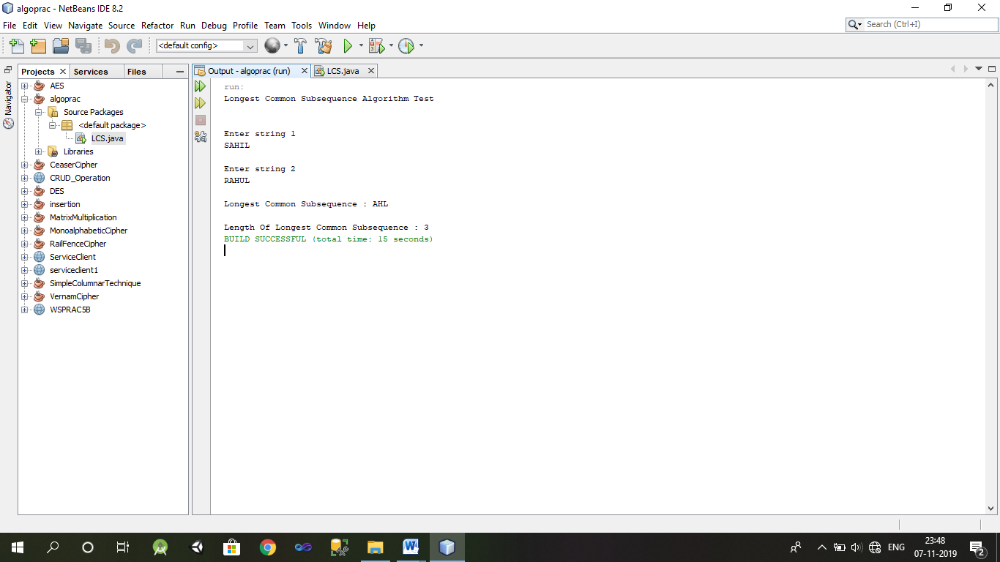 algoprac - NetBeans IDE 8.2
File Edit View Navigate Source Refactor Run Debug Profile Team Tools Window Help
Search (Ctrl+I)
<default config>
Projects Services Files
Output - algoprac (run) LCS.java
Navigator
AES
algoprac
Source Packages
<default package>
LCS.java
Libraries
CeaserCipher
CRUD_Operation
DES
insertion
MatrixMultiplication
MonoalphabeticCipher
RailFenceCipher
ServiceClient
serviceclient1
SimpleColumnarTechnique
VernamCipher
WSPRAC5B
run:
Longest Common Subsequence Algorithm Test
Enter string 1
SAHIL
Enter string 2
RAHUL
Longest Common Subsequence : AHL
Length Of Longest Common Subsequence : 3
BUILD SUCCESSFUL (total time: 15 seconds)
ENG
23:48
07-11-2019
2